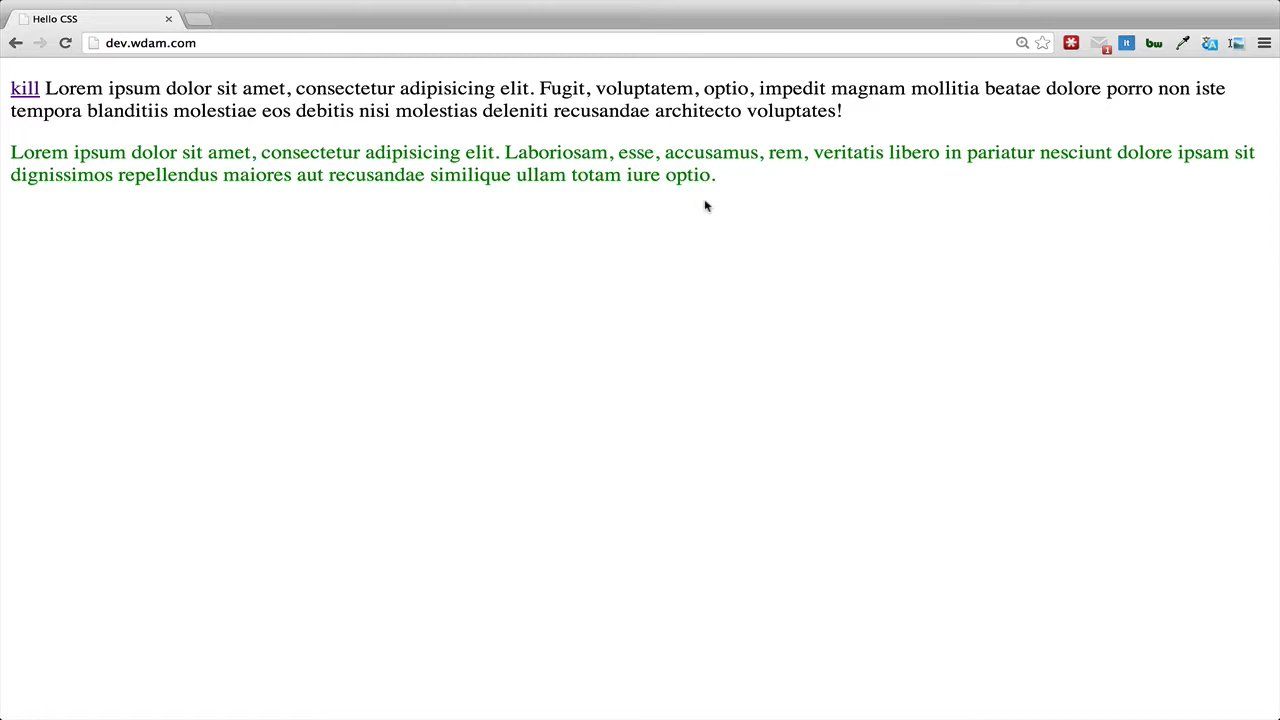 Hello CSS
dev.wdam.com
1
lt
bw
kill Lorem ipsum dolor sit amet, consectetur adipisicing elit. Fugit, voluptatem, optio, impedit magnam mollitia beatae dolore porro non iste
tempora blanditiis molestiae eos debitis nisi molestias deleniti recusandae architecto voluptates!
Lorem ipsum dolor sit amet, consectetur adipisicing elit. Laboriosam, esse, accusamus, rem, veritatis libero in pariatur nesciunt dolore ipsam sit
dignissimos repellendus maiores aut recusandae similique ullam totam iure optio.